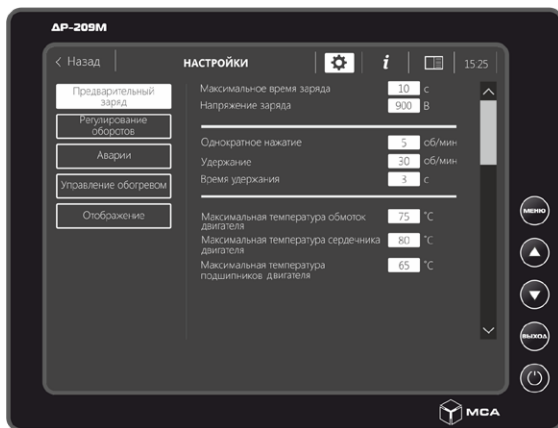 ДР-209М
< Назад
НАСТРОЙКИ
i
15:25
Предварительный
заряд
Регулирование
оборотов
Аварии
Управление обогревом
Отображение
Максимальное время заряда 10 с
Напряжение заряда 900 В
Однократное нажатие 5 об/мин
Удержание 30 об/мин
Время удержания 3 с
Максимальная температура обмоток 75 °C
двигателя
Максимальная температура сердечника 80 °C
двигателя
Максимальная температура 65 °C
подшипников двигателя
МЕНЮ
ВЫХОД
МСА